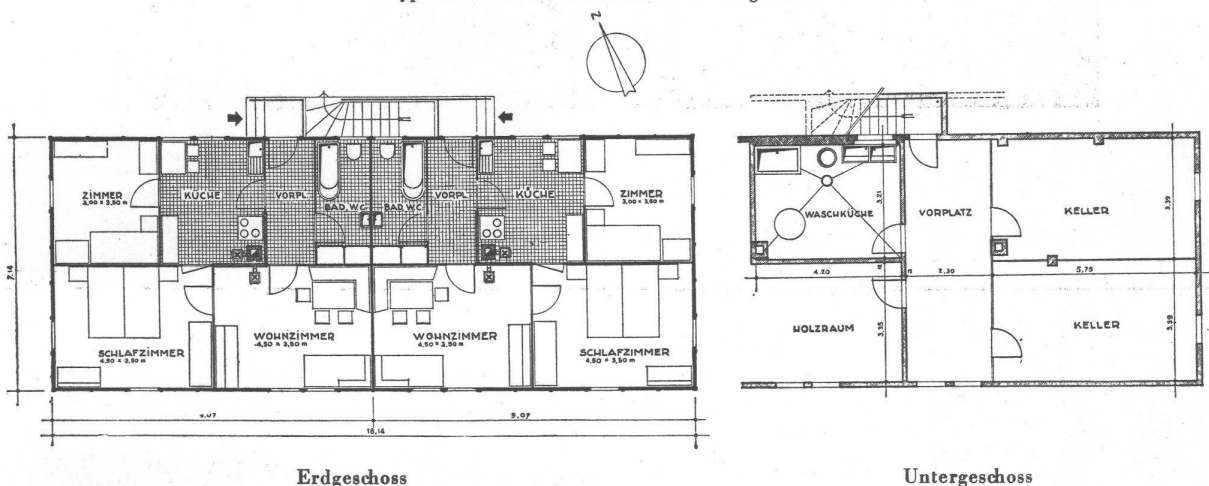 N
ZIMMER
3,00 x 3,50 m
KÜCHE
VORPL.
BAD. W.C.
BAD. W.C.
VORPL.
KÜCHE
ZIMMER
3,00 x 3,50 m
SCHLAFZIMMER
4,50 x 3,50 m
WOHNZIMMER
4,50 x 3,50 m
WOHNZIMMER
4,50 x 3,50 m
SCHLAFZIMMER
4,50 x 3,50 m
7,14
9,07
9,07
18,14
Erdgeschoss
WASCHKÜCHE
3,21
VORPLATZ
KELLER
3,39
4.20
12
2,30
5,75
HOLZRAUM
3,35
KELLER
3,39
Untergeschoss